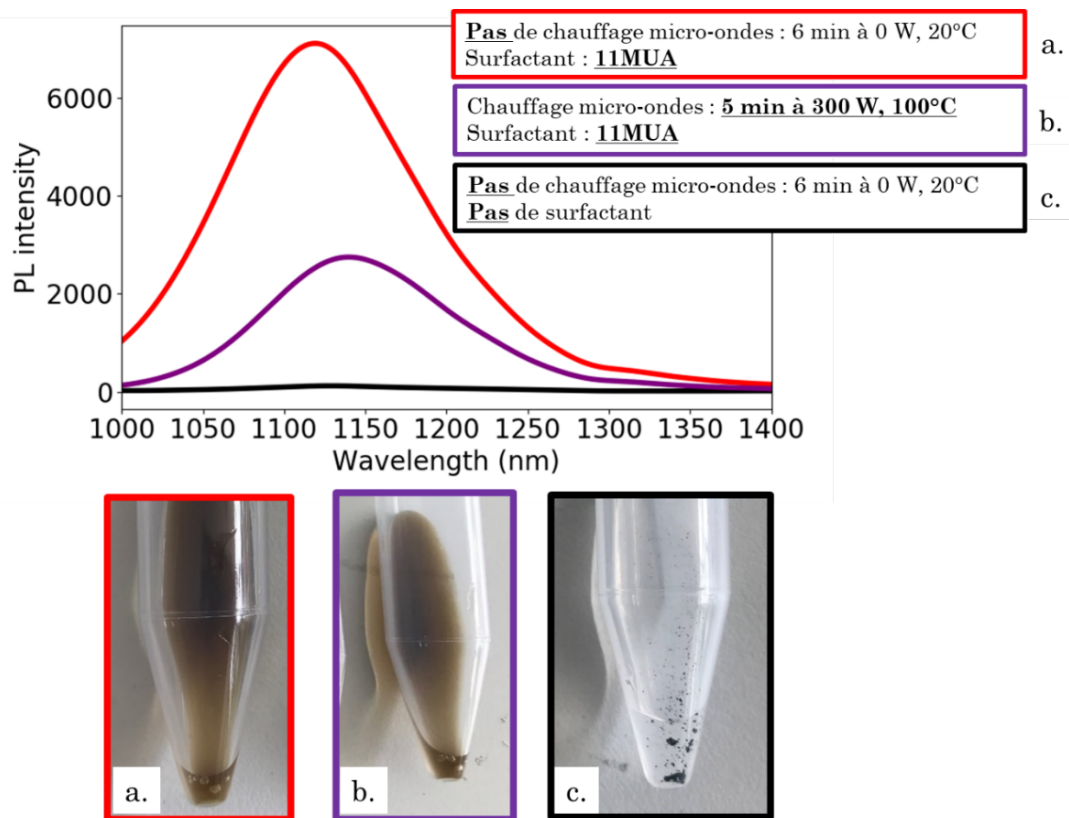 Pas de chauffage micro-ondes : 6 min à 0 W, 20°C
Surfactant : 11MUA
a.
Chauffage micro-ondes : 5 min à 300 W, 100°C
Surfactant : 11MUA
b.
Pas de chauffage micro-ondes : 6 min à 0 W, 20°C
Pas de surfactant
c.
PL intensity
6000
4000
2000
0
1000 1050 1100 1150 1200 1250 1300 1350 1400
Wavelength (nm)
a.
b.
c.